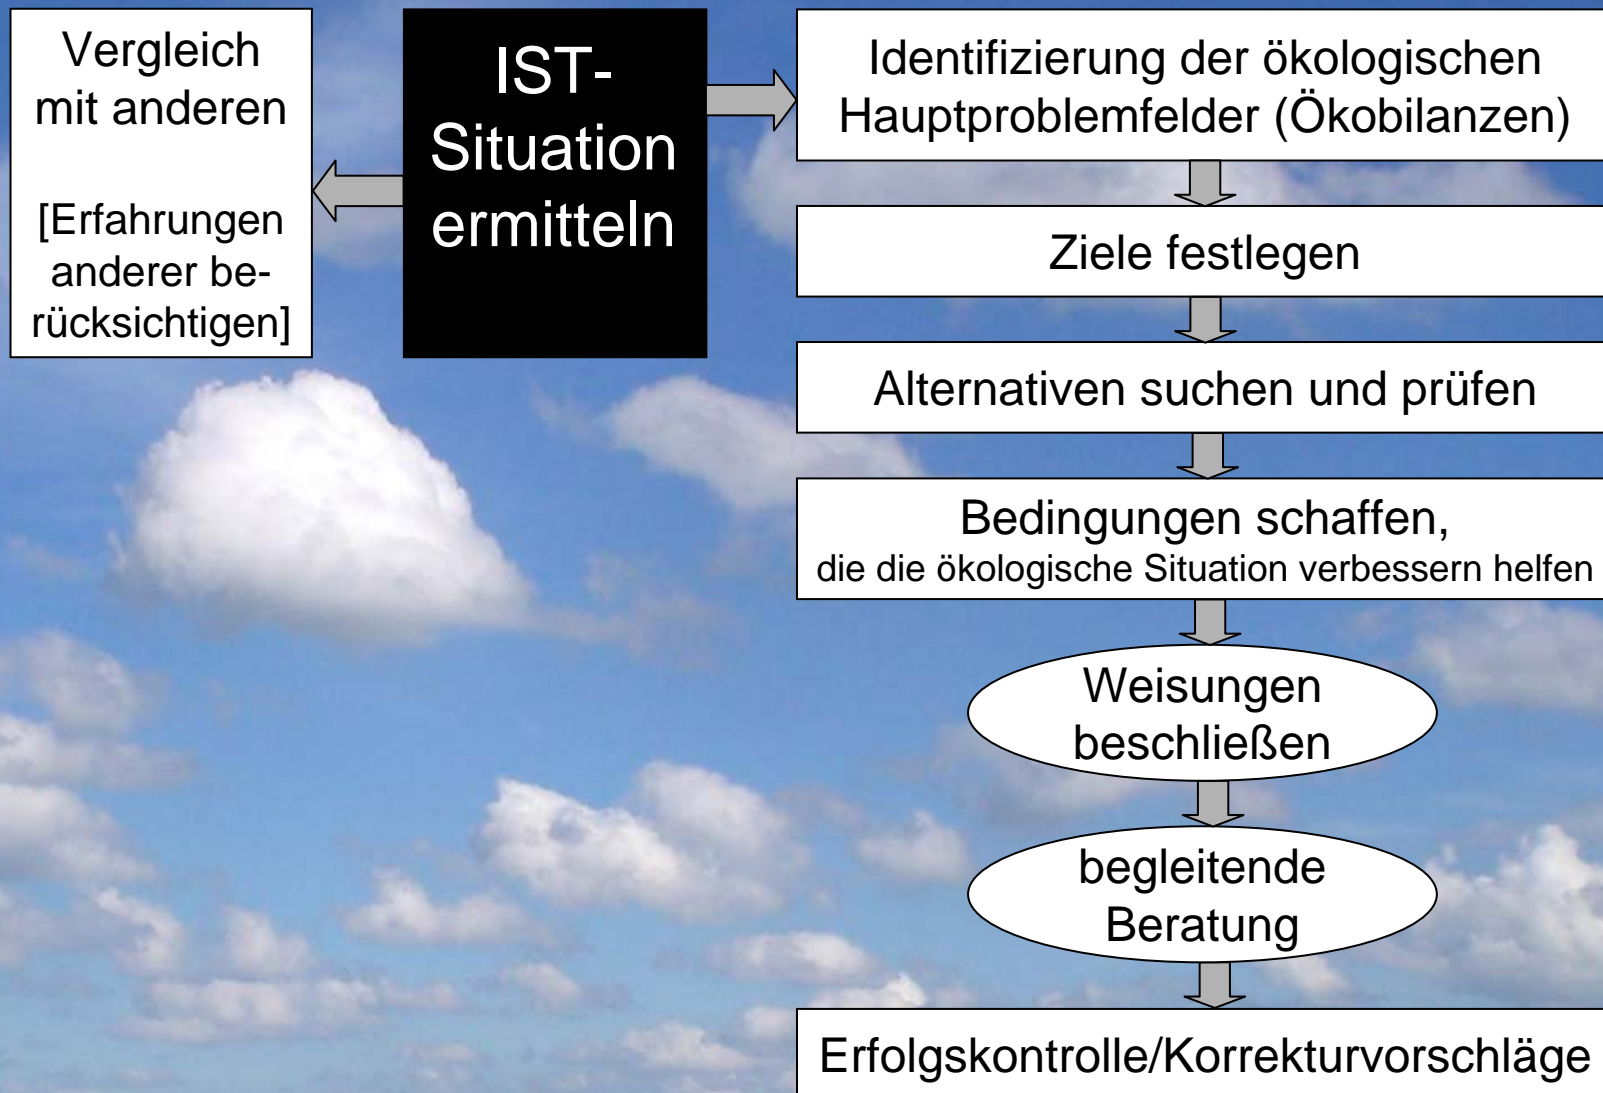 Vergleich
mit anderen
[Erfahrungen
anderer be-
rücksichtigen]
IST-
Situation
ermitteln
Identifizierung der ökologischen
Hauptproblemfelder (Ökobilanzen)
Ziele festlegen
Alternativen suchen und prüfen
Bedingungen schaffen,
die die ökologische Situation verbessern helfen
Weisungen
beschließen
begleitende
Beratung
Erfolgskontrolle/Korrekturvorschläge